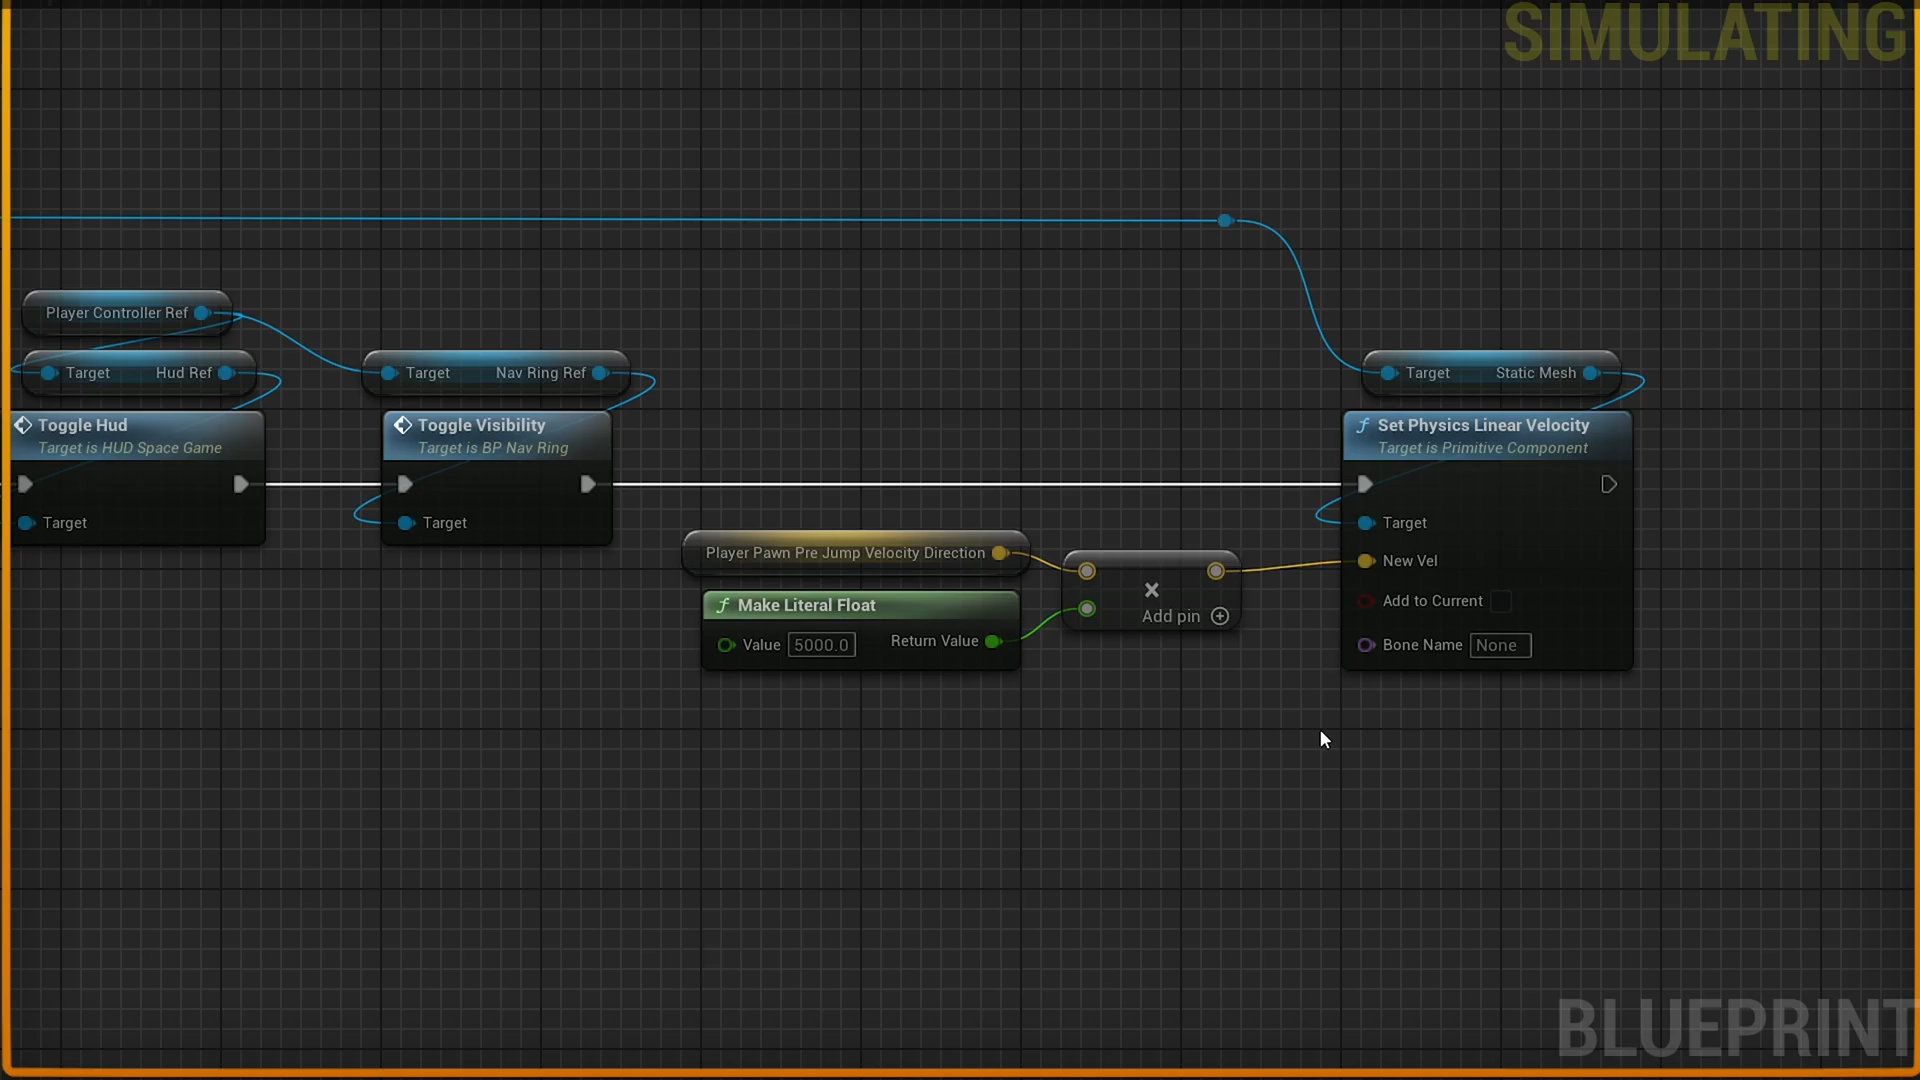 SIMULATING
Player Controller Ref
Target Hud Ref
Target Nav Ring Ref
Target Static Mesh
Toggle Hud
Target is HUD Space Game
Target
Toggle Visibility
Target is BP Nav Ring
Target
Player Pawn Pre Jump Velocity Direction
Make Literal Float
Value 5000.0 Return Value
Add pin
Set Physics Linear Velocity
Target is Primitive Component
Target
New Vel
Add to Current
Bone Name None
BLUEPRINT